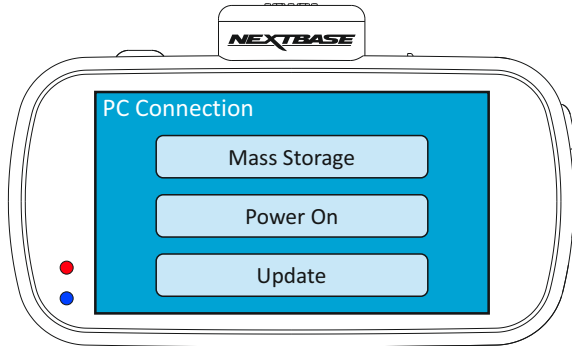 NEXTBASE
PC Connection
Mass Storage
Power On
Update